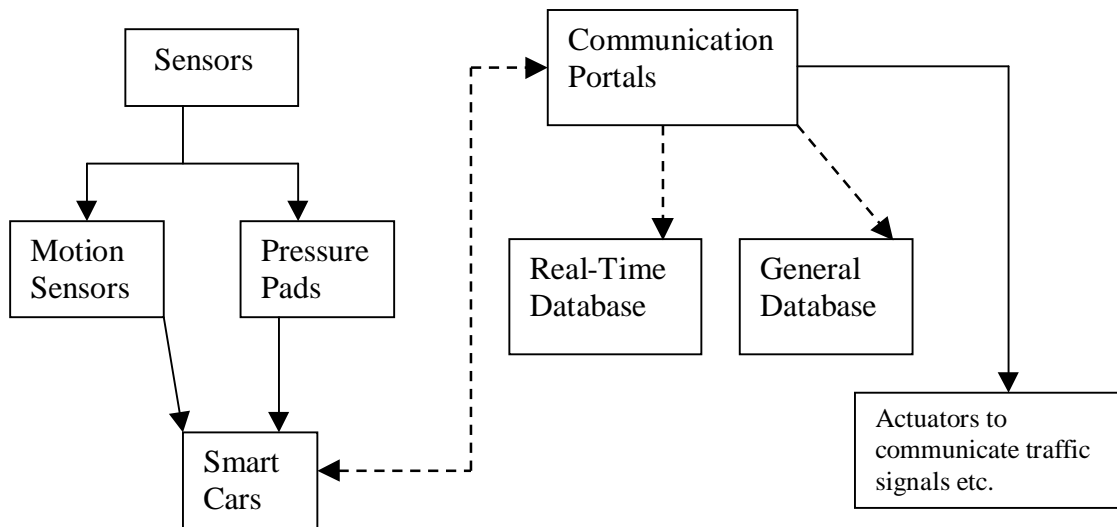 Sensors
Communication
Portals
Motion
Sensors
Pressure
Pads
Real-Time
Database
General
Database
Smart
Cars
Actuators to
communicate traffic
signals etc.